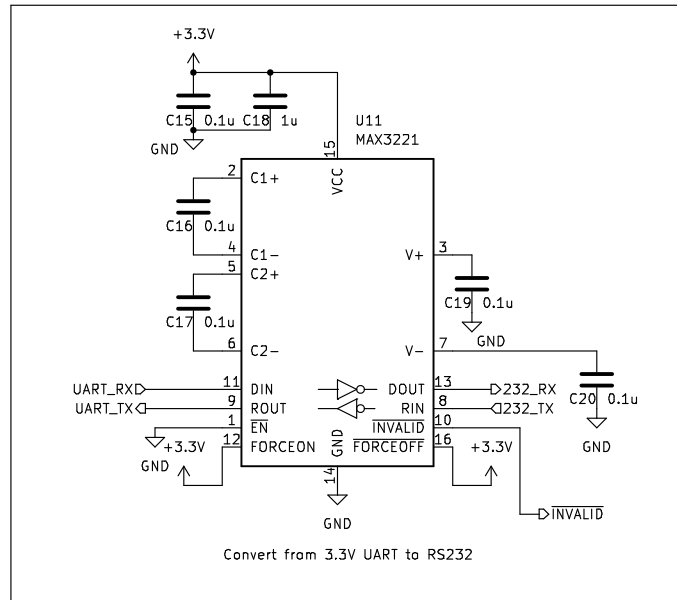 +3.3V
C15 0.1u C18 1u
GND
U11
MAX3221
15
VCC
2 C1+
C16 0.1u
4 C1-
V+ 3
5 C2+
C19 0.1u
C17 0.1u
GND
6 C2-
V- 7
UART_RX 11 DIN DOUT 13 232_RX
UART_TX 9 ROUT RIN 8 232_TX
C20 0.1u
1 EN INVALID 10
GND +3.3V 12 FORCEON GND FORCEOFF 16 +3.3V
GND
14
GND
INVALID
Convert from 3.3V UART to RS232